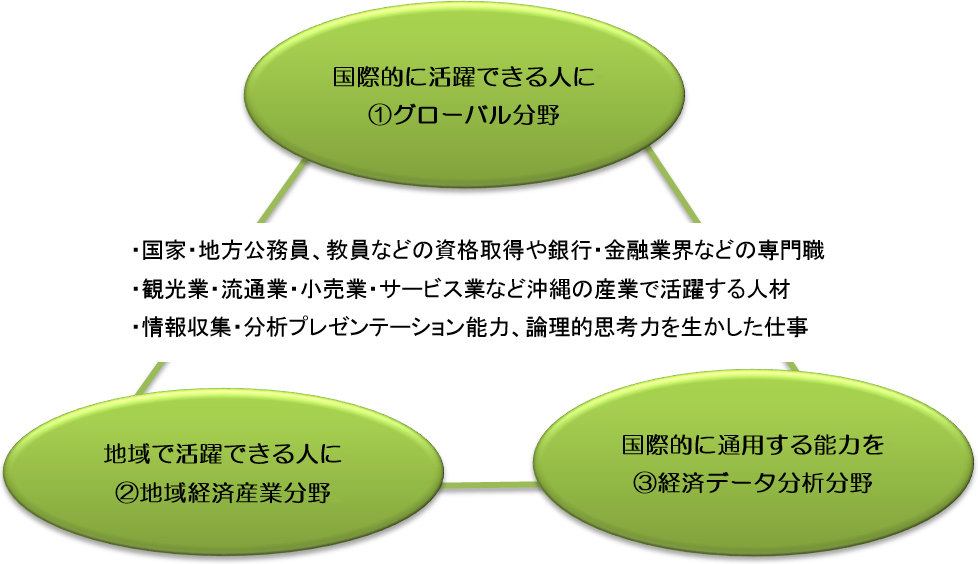 国際的に活躍できる人に
①グローバル分野
・国家・地方公務員、教員などの資格取得や銀行・金融業界などの専門職
・観光業・流通業・小売業・サービス業など沖縄の産業で活躍する人材
・情報収集・分析プレゼンテーション能力、論理的思考力を生かした仕事
地域で活躍できる人に
②地域経済産業分野
国際的に通用する能力を
③経済データ分析分野